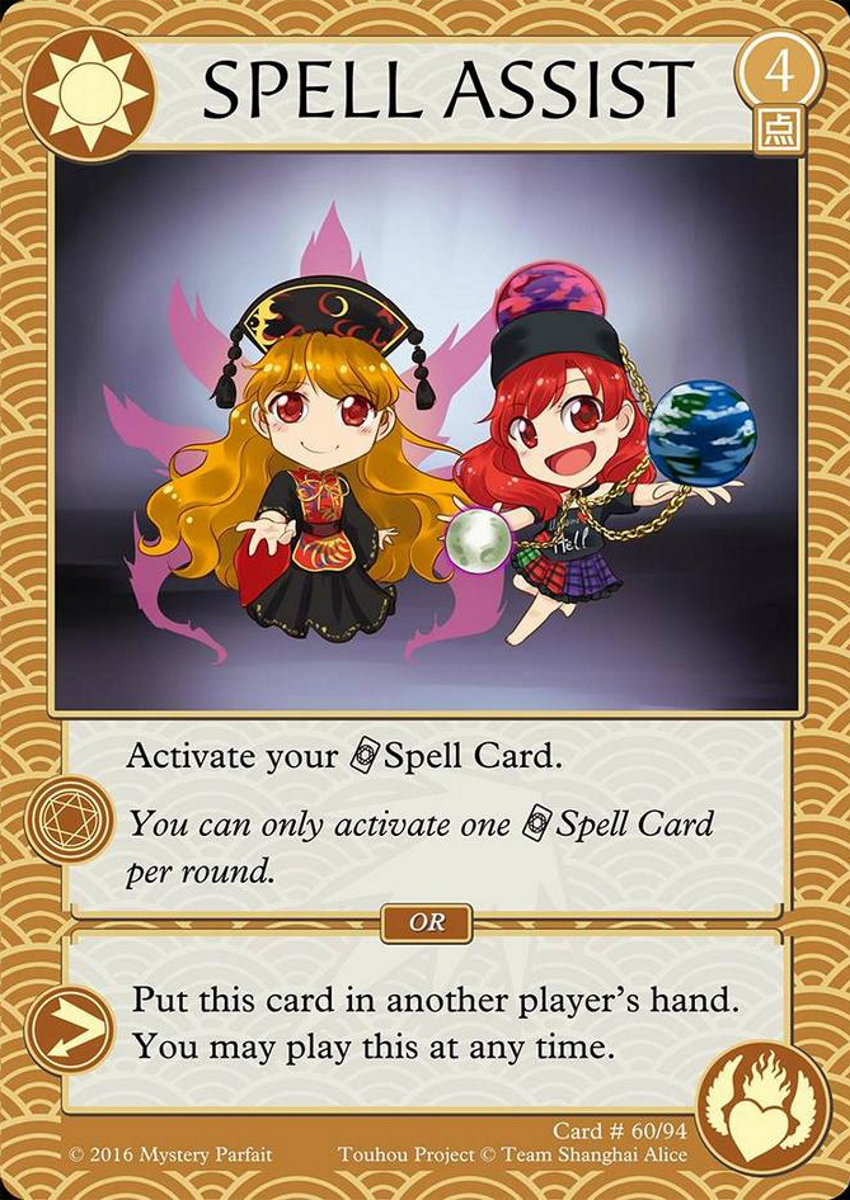 SPELL ASSIST
4
点
Hell
Activate your Spell Card.
You can only activate one Spell Card
per round.
OR
Put this card in another player's hand.
You may play this at any time.
Card # 60/94
© 2016 Mystery Parfait Touhou Project © Team Shanghai Alice